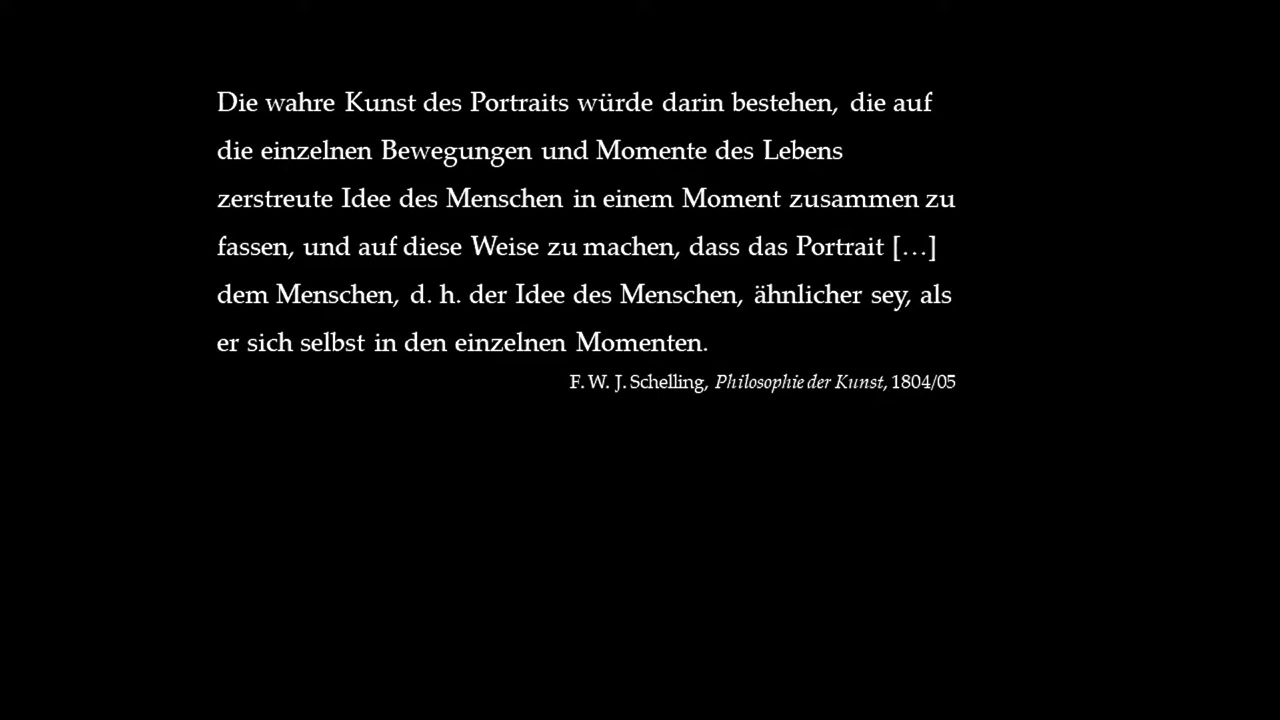 Die wahre Kunst des Portraits würde darin bestehen, die auf
die einzelnen Bewegungen und Momente des Lebens
zerstreute Idee des Menschen in einem Moment zusammen zu
fassen, und auf diese Weise zu machen, dass das Portrait […]
dem Menschen, d. h. der Idee des Menschen, ähnlicher sey, als
er sich selbst in den einzelnen Momenten.
F. W. J. Schelling, Philosophie der Kunst, 1804/05